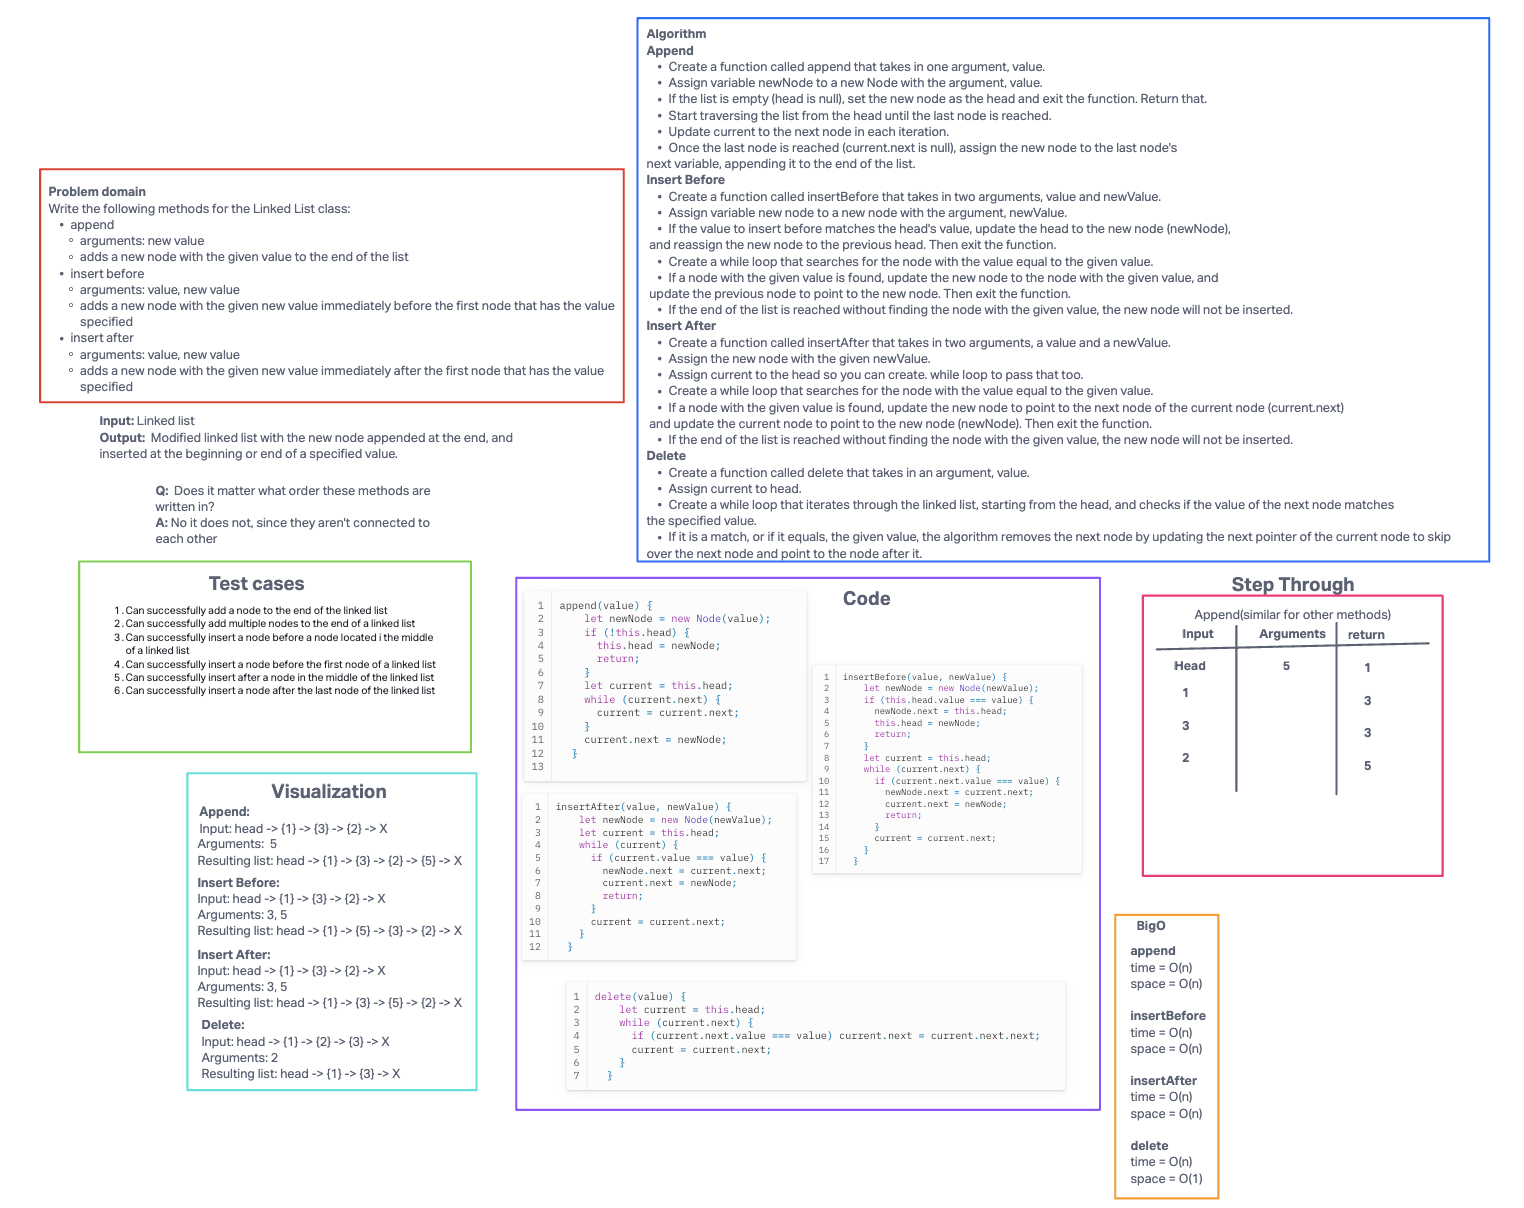 Algorithm
Append
• Create a function called append that takes in one argument, value.
• Assign variable newNode to a new Node with the argument, value.
• If the list is empty (head is null), set the new node as the head and exit the function. Return that.
• Start traversing the list from the head until the last node is reached.
• Update current to the next node in each iteration.
• Once the last node is reached (current.next is null), assign the new node to the last node's
next variable, appending it to the end of the list.
Insert Before
• Create a function called insertBefore that takes in two arguments, value and newValue.
• Assign variable new node to a new node with the argument, newValue.
• If the value to insert before matches the head's value, update the head to the new node (newNode),
and reassign the new node to the previous head. Then exit the function.
• Create a while loop that searches for the node with the value equal to the given value.
• If a node with the given value is found, update the new node to the node with the given value, and
update the previous node to point to the new node. Then exit the function.
• If the end of the list is reached without finding the node with the given value, the new node will not be inserted.
Insert After
• Create a function called insertAfter that takes in two arguments, a value and a newValue.
• Assign the new node with the given newValue.
• Assign current to the head so you can create. while loop to pass that too.
• Create a while loop that searches for the node with the value equal to the given value.
• If a node with the given value is found, update the new node to point to the next node of the current node (current.next)
and update the current node to point to the new node (newNode). Then exit the function.
• If the end of the list is reached without finding the node with the given value, the new node will not be inserted.
Delete
• Create a function called delete that takes in an argument, value.
• Assign current to head.
• Create a while loop that iterates through the linked list, starting from the head, and checks if the value of the next node matches
the specified value.
• If it is a match, or if it equals, the given value, the algorithm removes the next node by updating the next pointer of the current node to skip
over the next node and point to the node after it.
Problem domain
Write the following methods for the Linked List class:
• append
◦ arguments: new value
◦ adds a new node with the given value to the end of the list
• insert before
◦ arguments: value, new value
◦ adds a new node with the given new value immediately before the first node that has the value
specified
• insert after
◦ arguments: value, new value
◦ adds a new node with the given new value immediately after the first node that has the value
specified
Input: Linked list
Output: Modified linked list with the new node appended at the end, and
inserted at the beginning or end of a specified value.
Q: Does it matter what order these methods are
written in?
A: No it does not, since they aren't connected to
each other
Test cases
1. Can successfully add a node to the end of the linked list
2. Can successfully add multiple nodes to the end of a linked list
3. Can successfully insert a node before a node located i the middle
of a linked list
4. Can successfully insert a node before the first node of a linked list
5. Can successfully insert after a node in the middle of the linked list
6. Can successfully insert a node after the last node of the linked list
Visualization
Append:
Input: head -> {1} -> {3} -> {2} -> X
Arguments: 5
Resulting list: head -> {1} -> {3} -> {2} -> {5} -> X
Insert Before:
Input: head -> {1} -> {3} -> {2} -> X
Arguments: 3, 5
Resulting list: head -> {1} -> {5} -> {3} -> {2} -> X
Insert After:
Input: head -> {1} -> {3} -> {2} -> X
Arguments: 3, 5
Resulting list: head -> {1} -> {3} -> {5} -> {2} -> X
Delete:
Input: head -> {1} -> {2} -> {3} -> X
Arguments: 2
Resulting list: head -> {1} -> {3} -> X
Code
1 append(value) {
2 let newNode = new Node(value);
3 if (!this.head) {
4 this.head = newNode;
5 return;
6 }
7 let current = this.head;
8 while (current.next) {
9 current = current.next;
10 }
11 current.next = newNode;
12 }
13
1 insertBefore(value, newValue) {
2 let newNode = new Node(newValue);
3 if (this.head.value === value) {
4 newNode.next = this.head;
5 this.head = newNode;
6 return;
7 }
8 let current = this.head;
9 while (current.next) {
10 if (current.next.value === value) {
11 newNode.next = current.next;
12 current.next = newNode;
13 return;
14 }
15 current = current.next;
16 }
17 }
1 insertAfter(value, newValue) {
2 let newNode = new Node(newValue);
3 let current = this.head;
4 while (current) {
5 if (current.value === value) {
6 newNode.next = current.next;
7 current.next = newNode;
8 return;
9 }
10 current = current.next;
11 }
12 }
1 delete(value) {
2 let current = this.head;
3 while (current.next) {
4 if (current.next.value === value) current.next = current.next.next;
5 current = current.next;
6 }
7 }
Step Through
Append(similar for other methods)
Input Arguments return
Head 5 1
1 3
3 3
2 5
BigO
append
time = O(n)
space = O(n)
insertBefore
time = O(n)
space = O(n)
insertAfter
time = O(n)
space = O(n)
delete
time = O(n)
space = O(1)